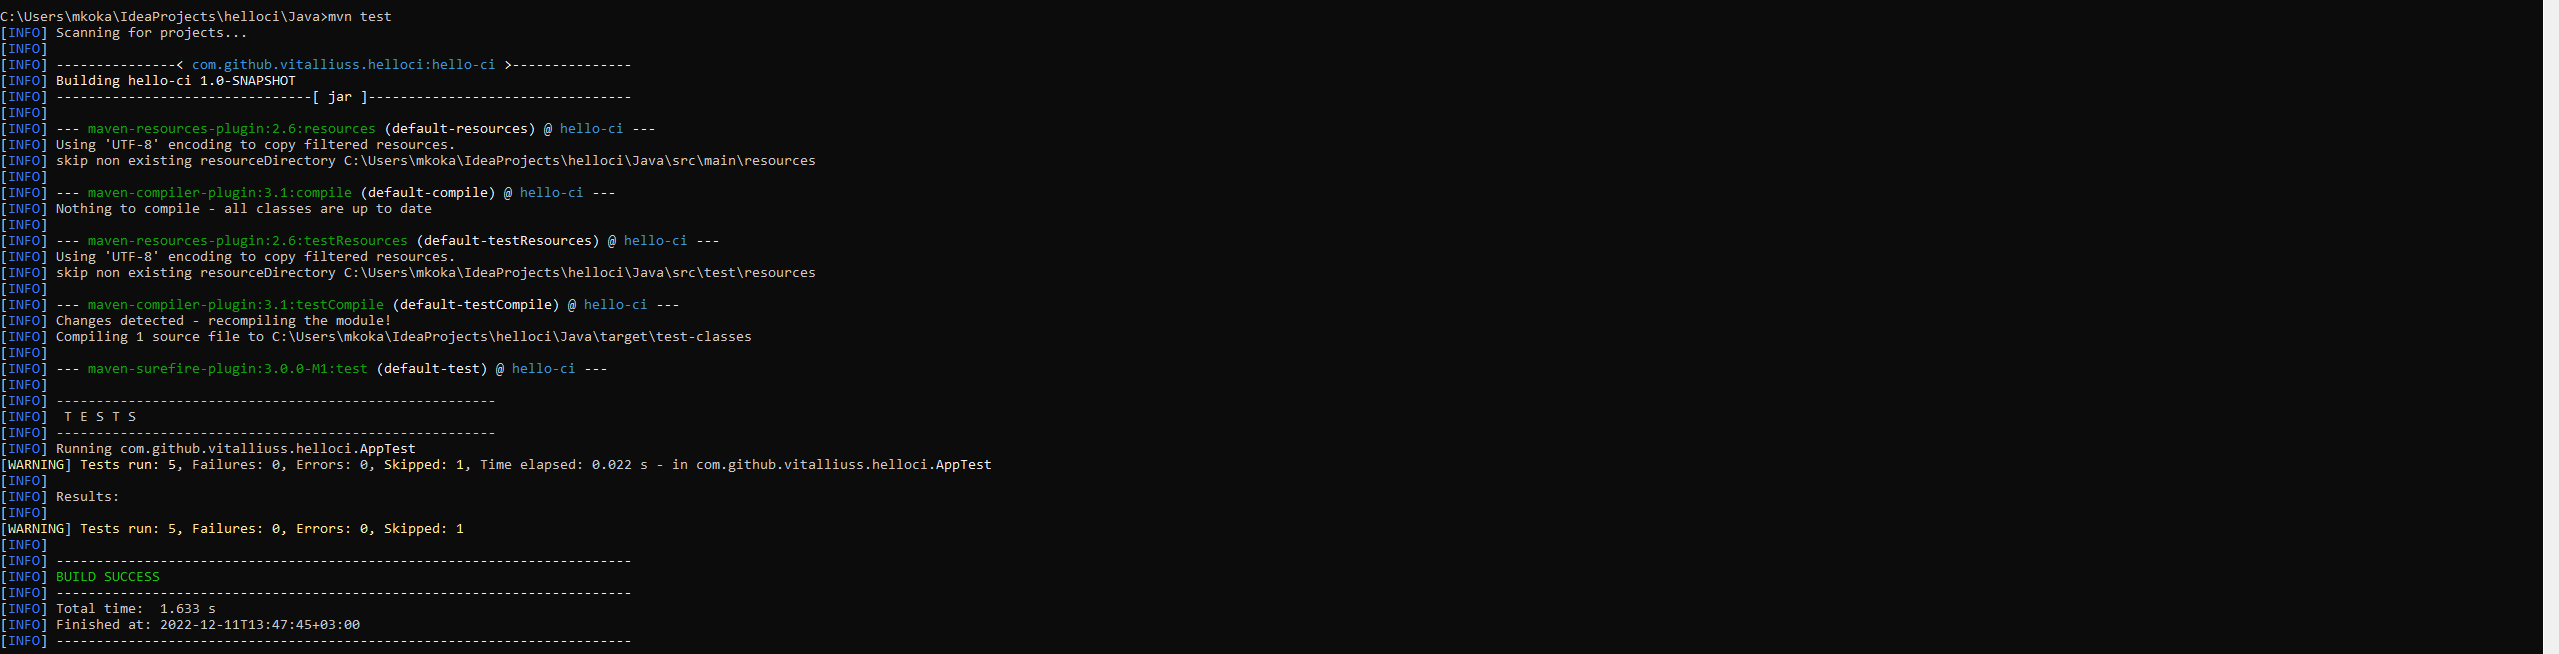 C:\Users\mkoka\IdeaProjects\helloci\Java>mvn test
[INFO] Scanning for projects...
[INFO]
[INFO] ---------------< com.github.vitalliuss.helloci:hello-ci >---------------
[INFO] Building hello-ci 1.0-SNAPSHOT
[INFO] --------------------------------[ jar ]---------------------------------
[INFO]
[INFO] --- maven-resources-plugin:2.6:resources (default-resources) @ hello-ci ---
[INFO] Using 'UTF-8' encoding to copy filtered resources.
[INFO] skip non existing resourceDirectory C:\Users\mkoka\IdeaProjects\helloci\Java\src\main\resources
[INFO]
[INFO] --- maven-compiler-plugin:3.1:compile (default-compile) @ hello-ci ---
[INFO] Nothing to compile - all classes are up to date
[INFO]
[INFO] --- maven-resources-plugin:2.6:testResources (default-testResources) @ hello-ci ---
[INFO] Using 'UTF-8' encoding to copy filtered resources.
[INFO] skip non existing resourceDirectory C:\Users\mkoka\IdeaProjects\helloci\Java\src\test\resources
[INFO]
[INFO] --- maven-compiler-plugin:3.1:testCompile (default-testCompile) @ hello-ci ---
[INFO] Changes detected - recompiling the module!
[INFO] Compiling 1 source file to C:\Users\mkoka\IdeaProjects\helloci\Java\target\test-classes
[INFO]
[INFO] --- maven-surefire-plugin:3.0.0-M1:test (default-test) @ hello-ci ---
[INFO]
[INFO] -------------------------------------------------------
[INFO]  T E S T S
[INFO] -------------------------------------------------------
[INFO] Running com.github.vitalliuss.helloci.AppTest
[WARNING] Tests run: 5, Failures: 0, Errors: 0, Skipped: 1, Time elapsed: 0.022 s - in com.github.vitalliuss.helloci.AppTest
[INFO]
[INFO] Results:
[INFO]
[WARNING] Tests run: 5, Failures: 0, Errors: 0, Skipped: 1
[INFO]
[INFO] ------------------------------------------------------------------------
[INFO] BUILD SUCCESS
[INFO] ------------------------------------------------------------------------
[INFO] Total time:  1.633 s
[INFO] Finished at: 2022-12-11T13:47:45+03:00
[INFO] ------------------------------------------------------------------------